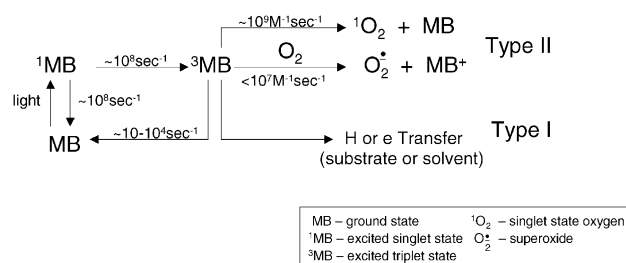 ~10⁹M⁻¹sec⁻¹ ¹O₂ + MB
Type II
¹MB ~10⁸sec⁻¹ ³MB O₂ O₂•⁻ + MB⁺
<10⁷M⁻¹sec⁻¹
light ~10⁸sec⁻¹
MB ~10-10⁴sec⁻¹ H or e Transfer Type I
(substrate or solvent)
MB – ground state ¹O₂ – singlet state oxygen
¹MB – excited singlet state O₂•⁻ – superoxide
³MB – excited triplet state